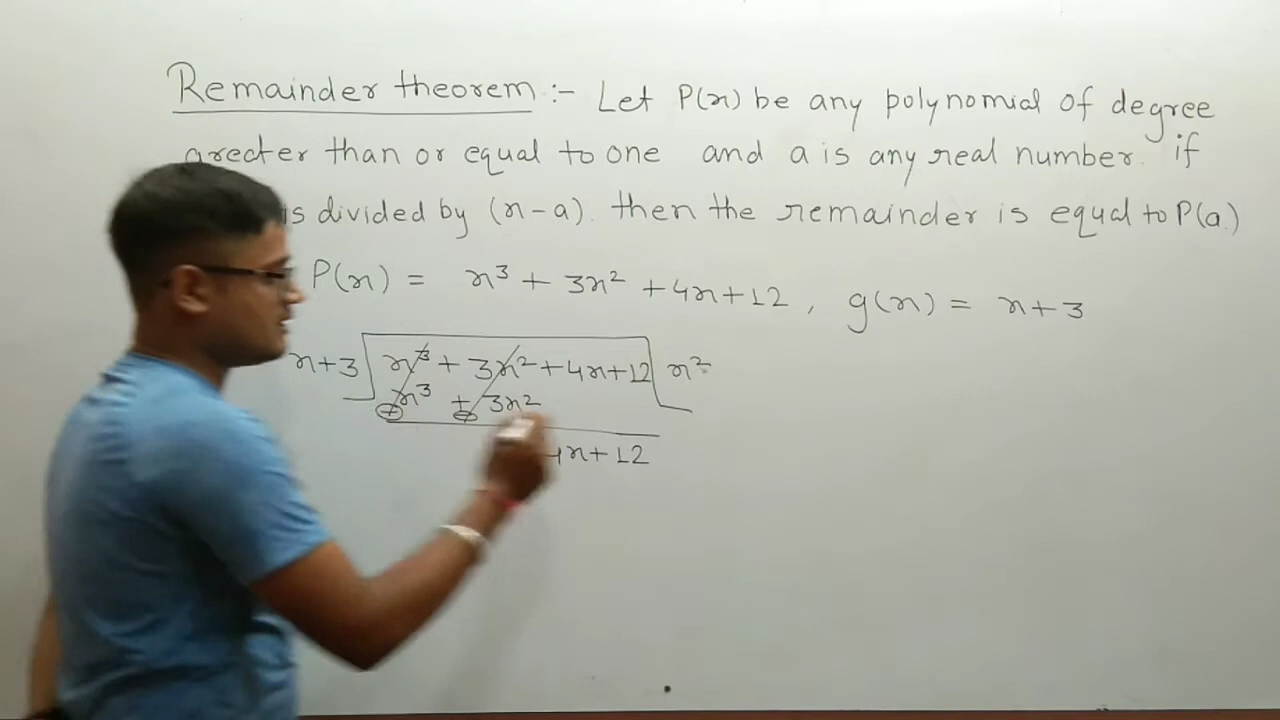 Remainder theorem :- Let P(x) be any polynomial of degree
greater than or equal to one and a is any real number. if
is divided by (x-a). then the remainder is equal to P(a.)
P(x) = x³ + 3x² + 4x + 12 , g(x) = x + 3
x+3 x³ + 3x² + 4x + 12 x²
x³ + 3x²
4x + 12